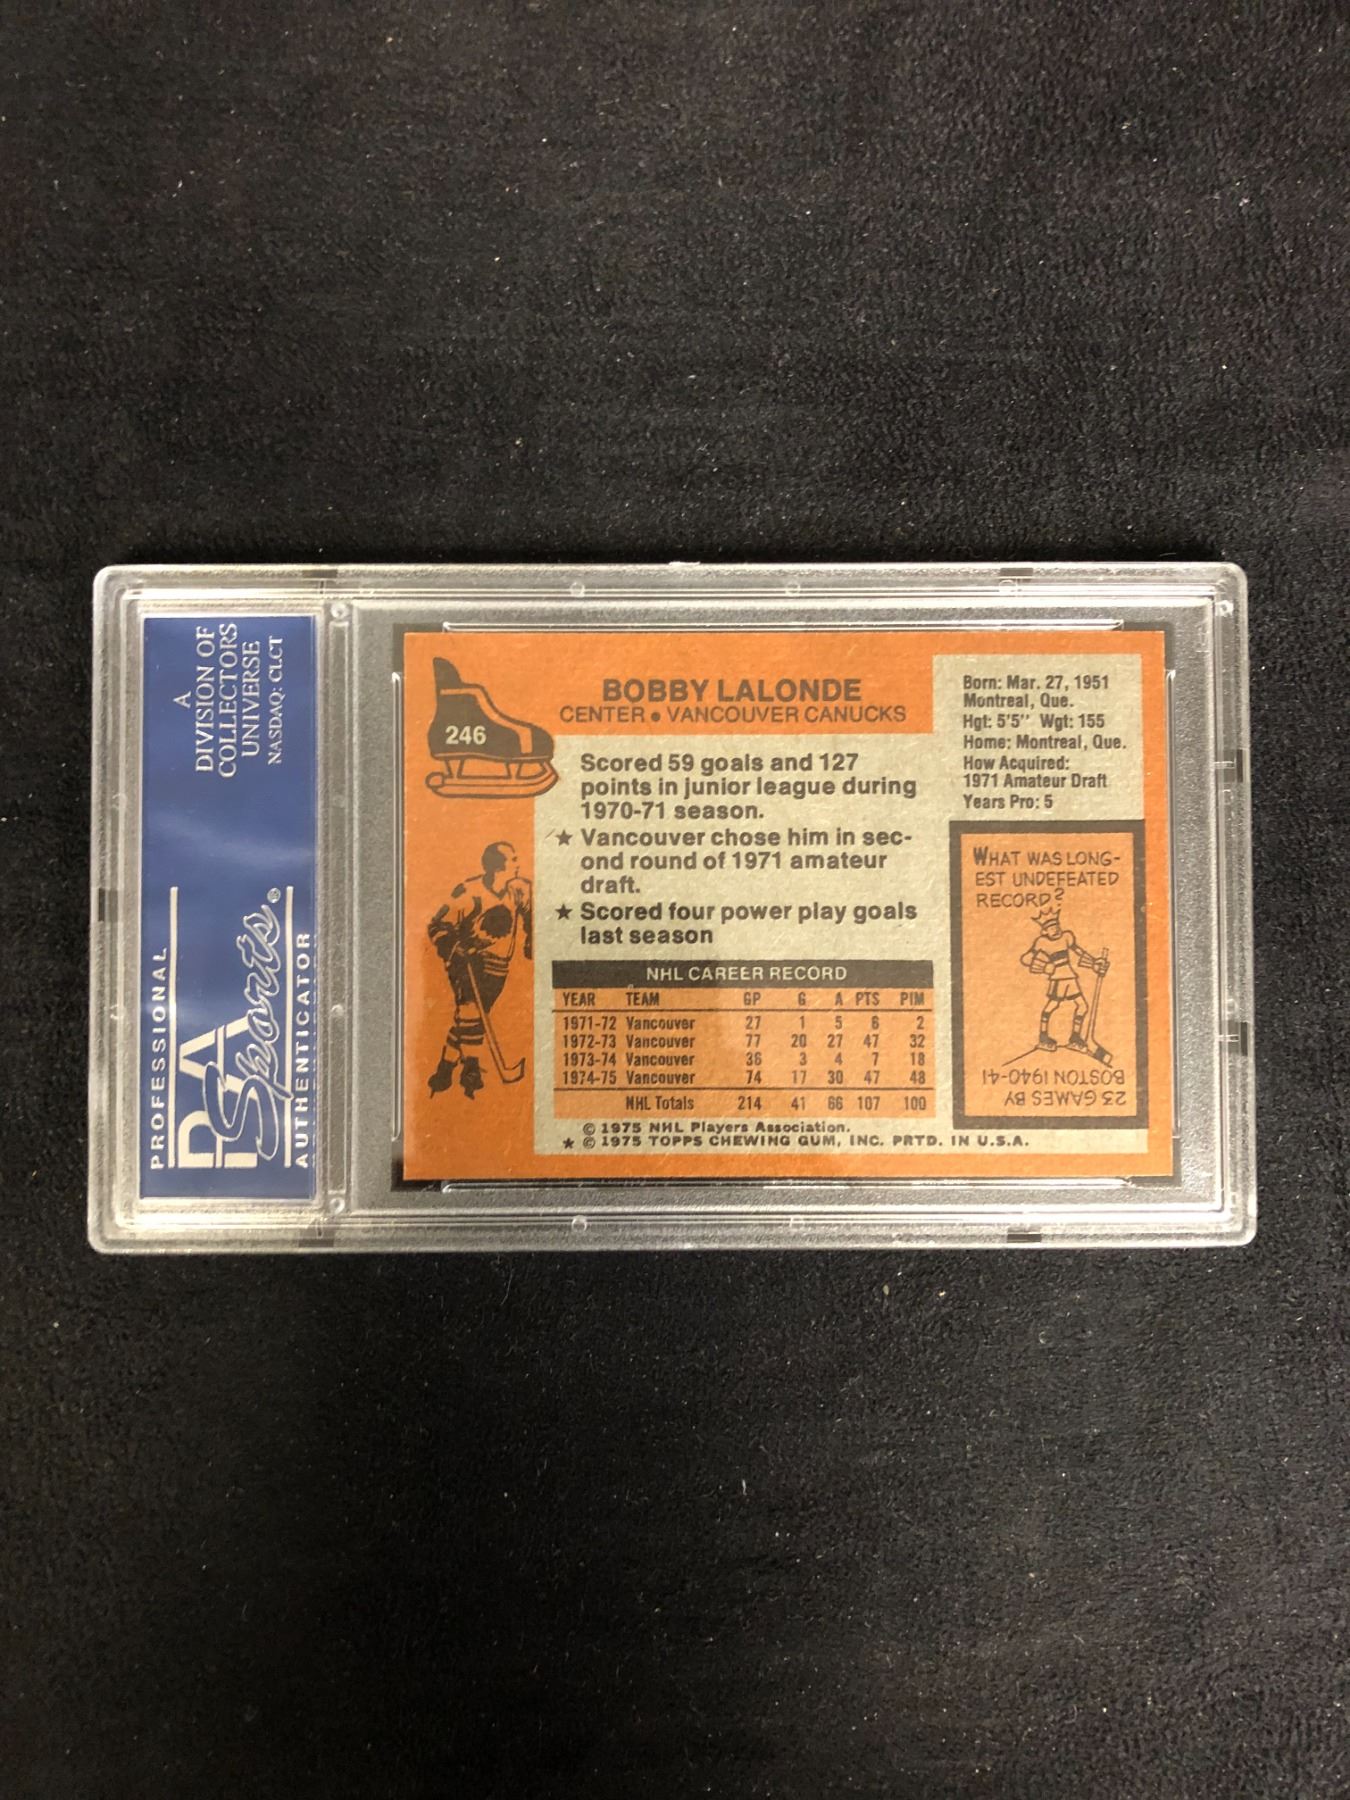 A
DIVISION OF
COLLECTORS
UNIVERSE
NASDAQ: CLCT
PROFESSIONAL
PSA
Sports®
AUTHENTICATOR
246
BOBBY LALONDE
CENTER • VANCOUVER CANUCKS
Scored 59 goals and 127
points in junior league during
1970-71 season.
★ Vancouver chose him in sec-
ond round of 1971 amateur
draft.
★ Scored four power play goals
last season
NHL CAREER RECORD
YEAR TEAM GP G A PTS PIM
1971-72 Vancouver 27 1 5 6 2
1972-73 Vancouver 77 20 27 47 32
1973-74 Vancouver 36 3 4 7 18
1974-75 Vancouver 74 17 30 47 48
NHL Totals 214 41 66 107 100
© 1975 NHL Players Association.
★ © 1975 TOPPS CHEWING GUM, INC. PRTD. IN U.S.A.
Born: Mar. 27, 1951
Montreal, Que.
Hgt: 5'5" Wgt: 155
Home: Montreal, Que.
How Acquired:
1971 Amateur Draft
Years Pro: 5
WHAT WAS LONG-
EST UNDEFEATED
RECORD?
23 GAMES BY
BOSTON 1940-41